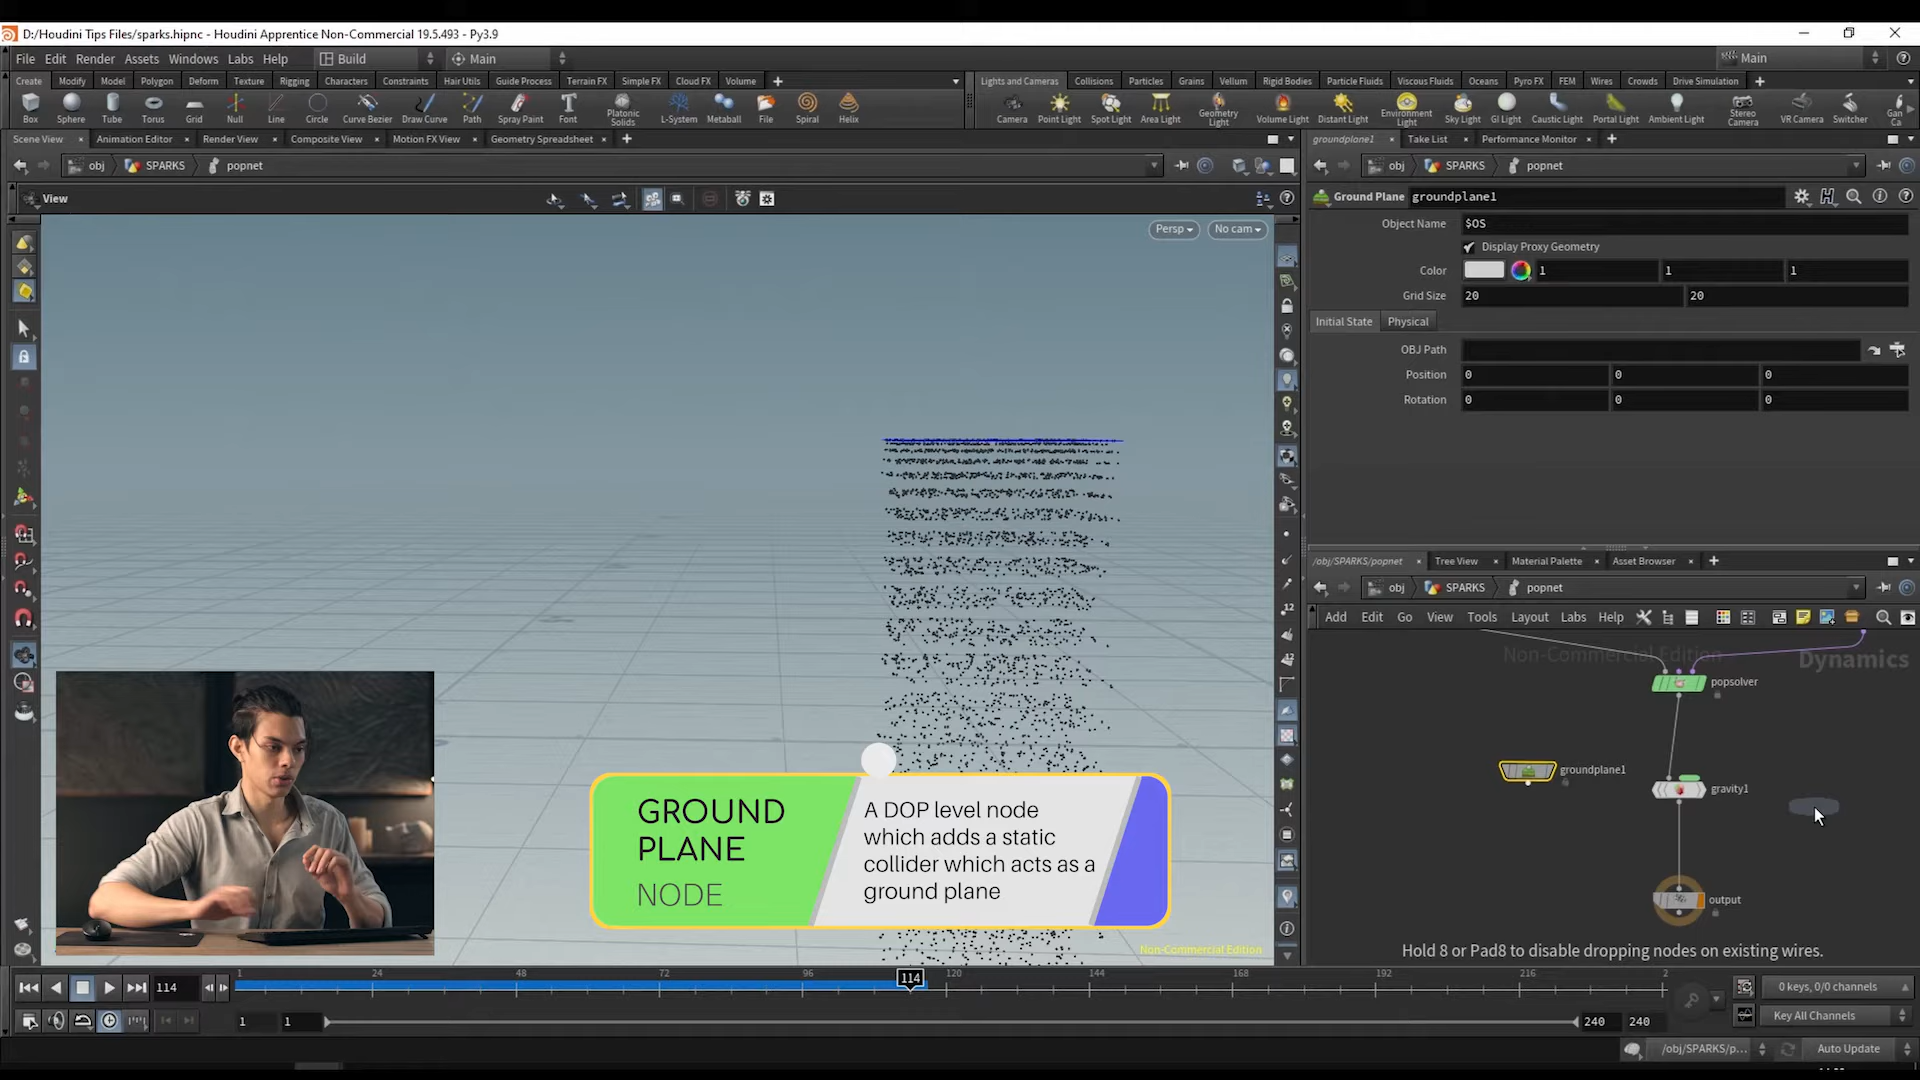 D:/Houdini Tips Files/sparks.hipnc - Houdini Apprentice Non-Commercial 19.5.493 - Py3.9
File Edit Render Assets Windows Labs Help Build Main Main
Create Modify Model Polygon Deform Texture Rigging Characters Constraints Hair Utils Guide Process Terrain FX Simple FX Cloud FX Volume
Lights and Cameras Collisions Particles Grains Vellum Rigid Bodies Particle Fluids Viscous Fluids Oceans Pyro FX FEM Wires Crowds Drive Simulation
Box Sphere Tube Torus Grid Null Line Circle Curve Bezier Draw Curve Path Spray Paint Font Platonic Solids L-System Metaball File Spiral Helix
Camera Point Light Spot Light Area Light Geometry Light Volume Light Distant Light Environment Light Sky Light GI Light Caustic Light Portal Light Ambient Light Stereo Camera VR Camera Switcher
Scene View Animation Editor Render View Composite View Motion FX View Geometry Spreadsheet
groundplane1 Take List Performance Monitor
obj SPARKS popnet
obj SPARKS popnet
View
Persp No cam
Ground Plane groundplane1
Object Name $OS
Display Proxy Geometry
Color 1 1 1
Grid Size 20 20
Initial State Physical
OBJ Path
Position 0 0 0
Rotation 0 0 0
/obj/SPARKS/popnet Tree View Material Palette Asset Browser
obj SPARKS popnet
Add Edit Go View Tools Layout Labs Help
Non-Commercial Edition
Dynamics
popsolver
groundplane1
gravity1
output
Hold 8 or Pad8 to disable dropping nodes on existing wires.
GROUND
PLANE
NODE
A DOP level node
which adds a static
collider which acts as a
ground plane
Non-Commercial Edition
1 24 48 72 96 120 144 168 192 216 2
114
114
0 keys, 0/0 channels
1 1 240 240
Key All Channels
/obj/SPARKS/p... Auto Update